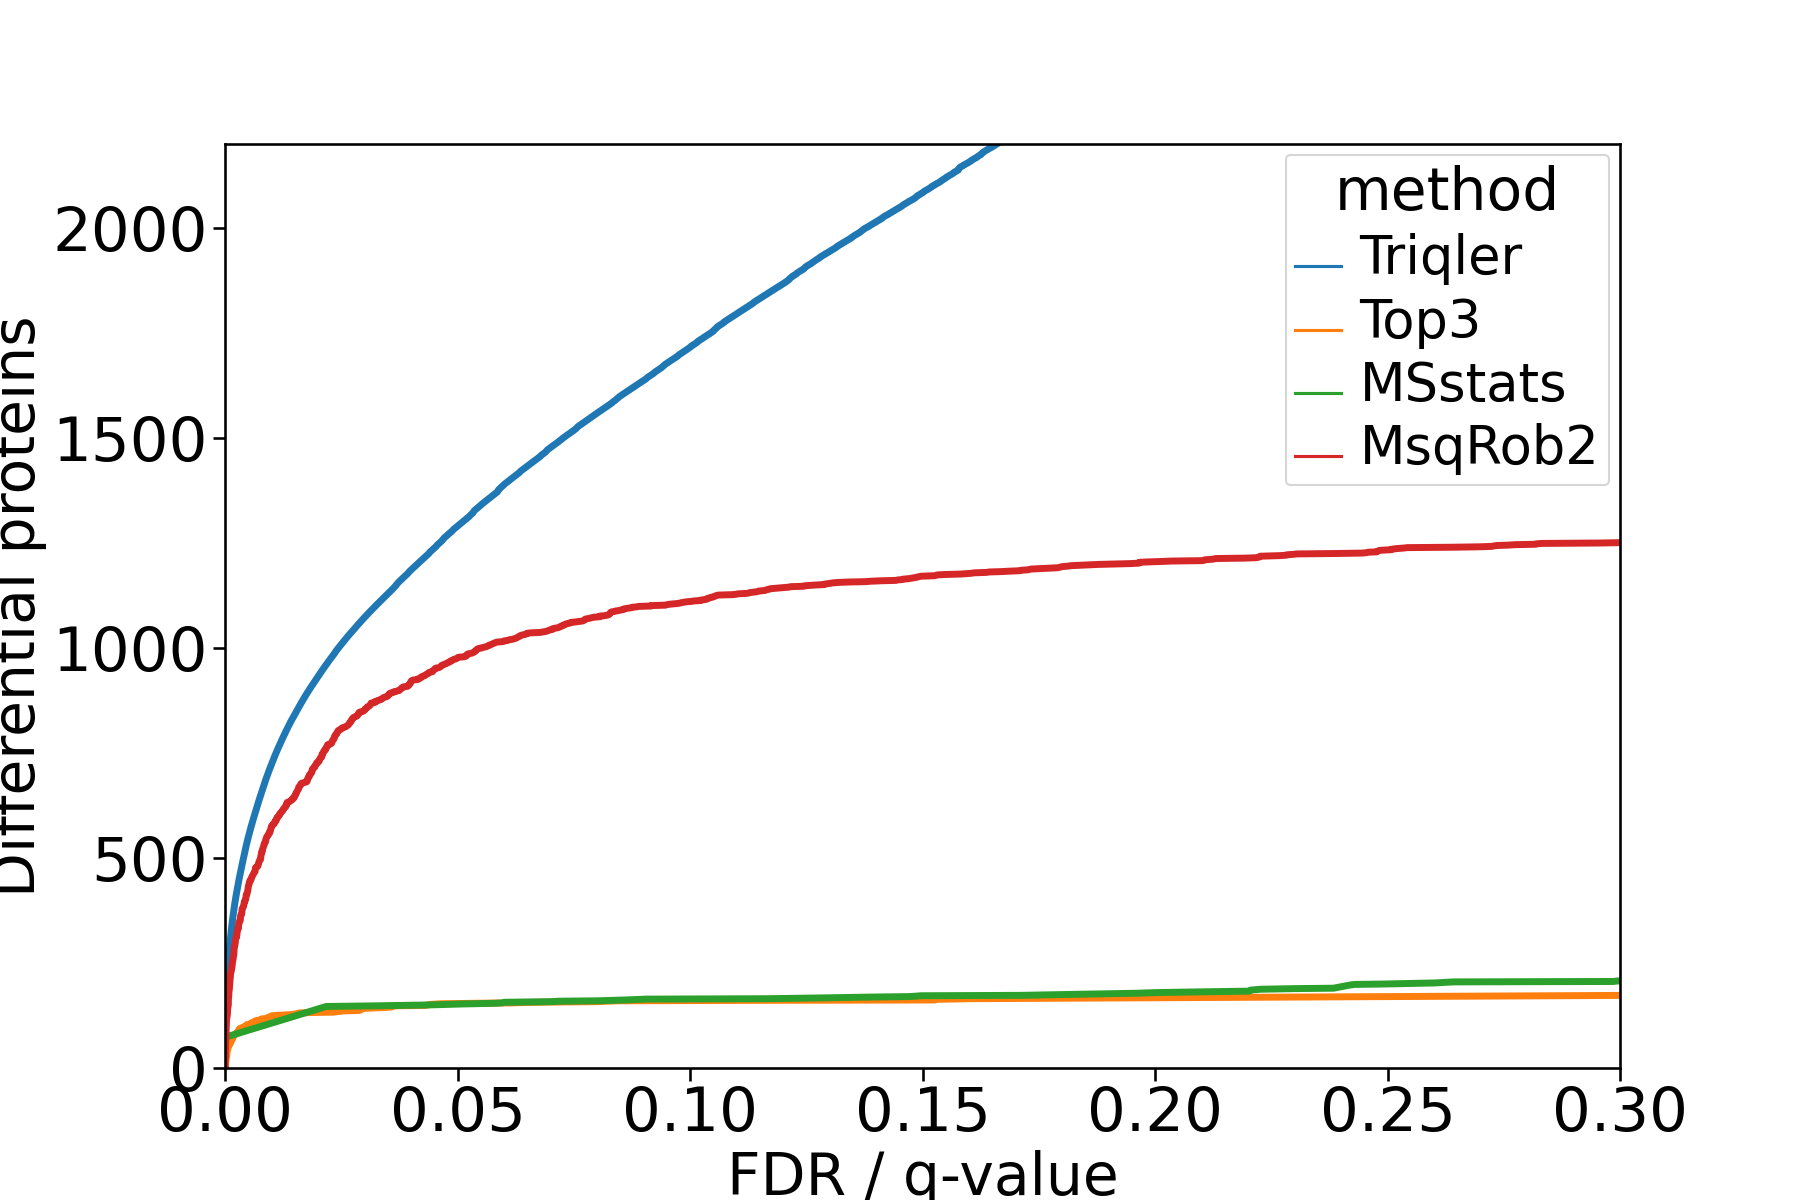 method
Triqler
Top3
MSstats
MsqRob2
2000
1500
1000
500
0
Differential proteins
0.00 0.05 0.10 0.15 0.20 0.25 0.30
FDR / q-value